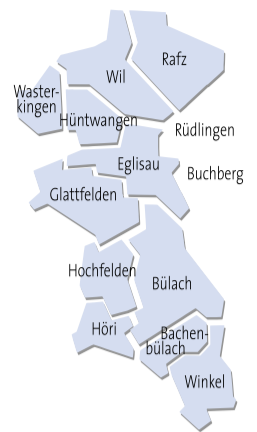 Rafz
Wil
Waster-
kingen
Hüntwangen
Rüdlingen
Eglisau
Buchberg
Glattfelden
Hochfelden
Bülach
Höri
Bachen-
bülach
Winkel